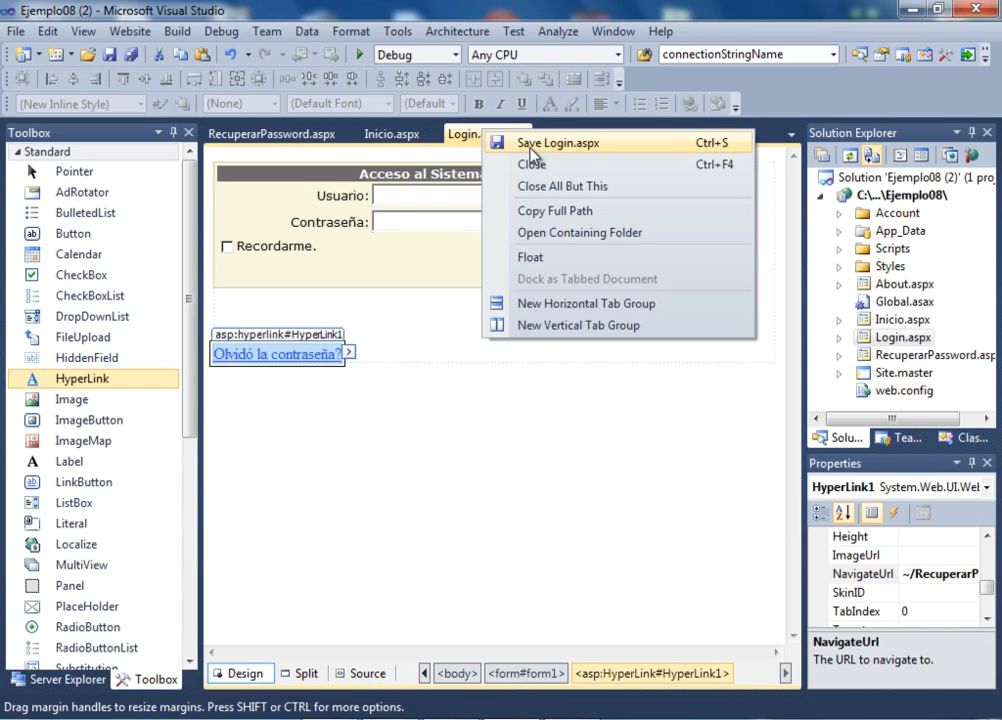 Ejemplo08 (2) - Microsoft Visual Studio
File Edit View Website Build Debug Team Data Format Tools Architecture Test Analyze Window Help
Debug Any CPU connectionStringName
(New Inline Style) (None) (Default Font) (Default B I U A
Toolbox
Standard
Pointer
AdRotator
BulletedList
Button
Calendar
CheckBox
CheckBoxList
DropDownList
FileUpload
HiddenField
HyperLink
Image
ImageButton
ImageMap
Label
LinkButton
ListBox
Literal
Localize
MultiView
Panel
PlaceHolder
RadioButton
RadioButtonList
Substitution
Server Explorer Toolbox
RecuperarPassword.aspx Inicio.aspx Login.
Acceso al Sistema
Usuario:
Contraseña:
Recordarme.
asp:hyperlink#HyperLink1
Olvidó la contraseña?
Save Login.aspx Ctrl+S
Close Ctrl+F4
Close All But This
Copy Full Path
Open Containing Folder
Float
Dock as Tabbed Document
New Horizontal Tab Group
New Vertical Tab Group
Design Split Source <body> <form#form1> <asp:HyperLink#HyperLink1>
Solution Explorer
Solution 'Ejemplo08 (2)' (1 pro
C:\...\Ejemplo08\
Account
App_Data
Scripts
Styles
About.aspx
Global.asax
Inicio.aspx
Login.aspx
RecuperarPassword.asp
Site.master
web.config
Solu... Tea... Clas...
Properties
HyperLink1 System.Web.UI.Wel
Height
ImageUrl
NavigateUrl ~/RecuperarP
SkinID
TabIndex 0
NavigateUrl
The URL to navigate to.
Drag margin handles to resize margins. Press SHIFT or CTRL for more options.